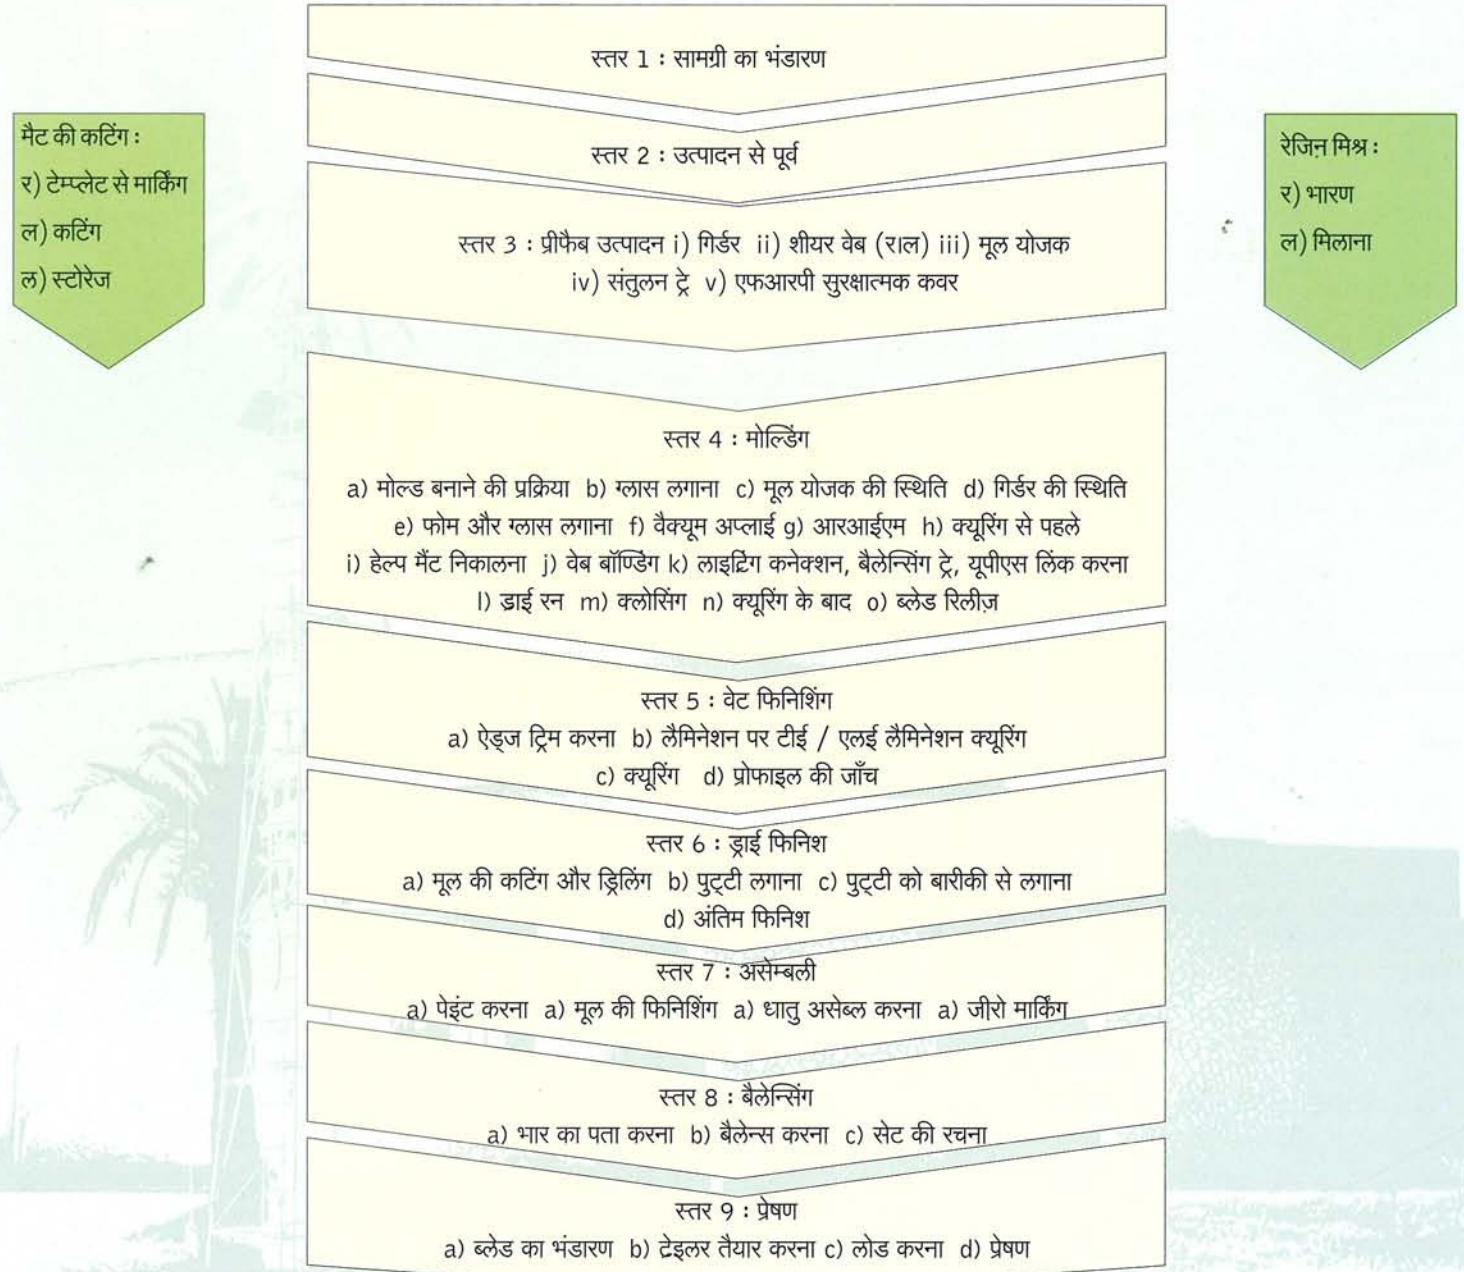 स्तर 1 : सामग्री का भंडारण
स्तर 2 : उत्पादन से पूर्व
मैट की कटिंग :
र) टेम्प्लेट से मार्किंग
ल) कटिंग
ल) स्टोरेज
रेजिऩ मिश्र :
र) भारण
ल) मिलाना
स्तर 3 : प्रीफैब उत्पादन i) गिर्डर ii) शीयर वेब (र।ल) iii) मूल योजक
iv) संतुलन ट्रे v) एफआरपी सुरक्षात्मक कवर
स्तर 4 : मोल्डिंग
a) मोल्ड बनाने की प्रक्रिया b) ग्लास लगाना c) मूल योजक की स्थिति d) गिर्डर की स्थिति
e) फोम और ग्लास लगाना f) वैक्यूम अप्लाई g) आरआईएम h) क्यूरिंग से पहले
i) हेल्प मैंट निकालना j) वेब बॉण्डिंग k) लाइटिंग कनेक्शन, बैलेन्सिंग ट्रे, यूपीएस लिंक करना
l) ड्राई रन m) क्लोसिंग n) क्यूरिंग के बाद o) ब्लेड रिलीज़
स्तर 5 : वेट फिनिशिंग
a) ऐड्ज ट्रिम करना b) लैमिनेशन पर टीई / एलई लैमिनेशन क्यूरिंग
c) क्यूरिंग d) प्रोफाइल की जाँच
स्तर 6 : ड्राई फिनिश
a) मूल की कटिंग और ड्रिलिंग b) पुट्टी लगाना c) पुट्टी को बारीकी से लगाना
d) अंतिम फिनिश
स्तर 7 : असेम्बली
a) पेइंट करना a) मूल की फिनिशिंग a) धातु असेब्ल करना a) जीरो मार्किंग
स्तर 8 : बैलेन्सिंग
a) भार का पता करना b) बैलेन्स करना c) सेट की रचना
स्तर 9 : प्रेषण
a) ब्लेड का भंडारण b) ट्रेइलर तैयार करना c) लोड करना d) प्रेषण